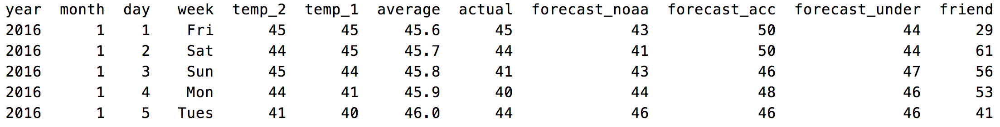 year month day week temp_2 temp_1 average actual forecast_noaa forecast_acc forecast_under friend
2016 1 1 Fri 45 45 45.6 45 43 50 44 29
2016 1 2 Sat 44 45 45.7 44 41 50 44 61
2016 1 3 Sun 45 44 45.8 41 43 46 47 56
2016 1 4 Mon 44 41 45.9 40 44 48 46 53
2016 1 5 Tues 41 40 46.0 44 46 46 46 41